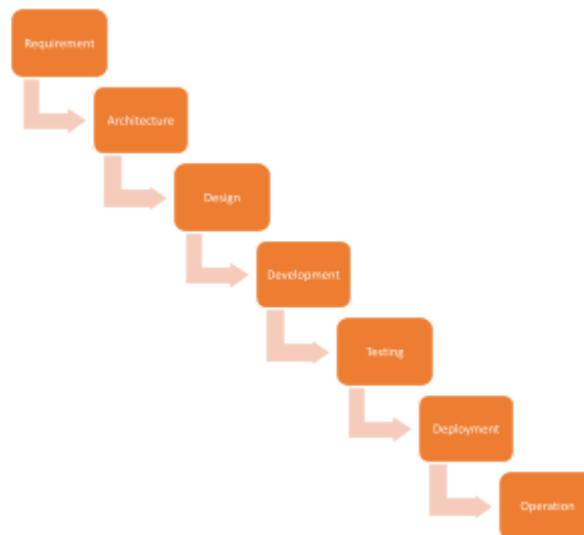 Requirement
Architecture
Design
Development
Testing
Deployment
Operation